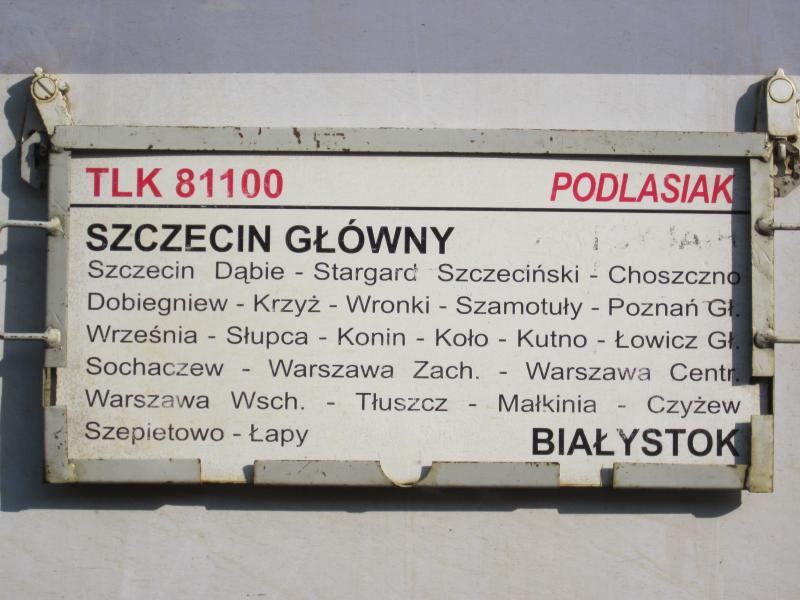 TLK 81100 PODLASIAK
SZCZECIN GŁÓWNY
Szczecin Dąbie - Stargard Szczeciński - Choszczno
Dobiegniew - Krzyż - Wronki - Szamotuły - Poznań Gł.
Września - Słupca - Konin - Koło - Kutno - Łowicz Gł.
Sochaczew - Warszawa Zach. - Warszawa Centr.
Warszawa Wsch. - Tłuszcz - Małkinia - Czyżew
Szepietowo - Łapy BIAŁYSTOK